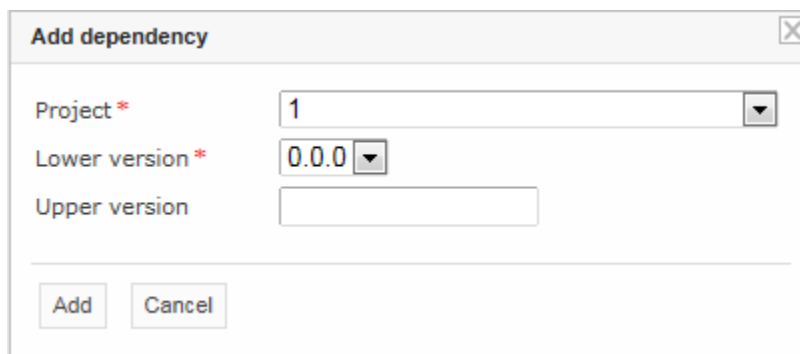 Add dependency
Project * 1
Lower version * 0.0.0
Upper version
Add Cancel